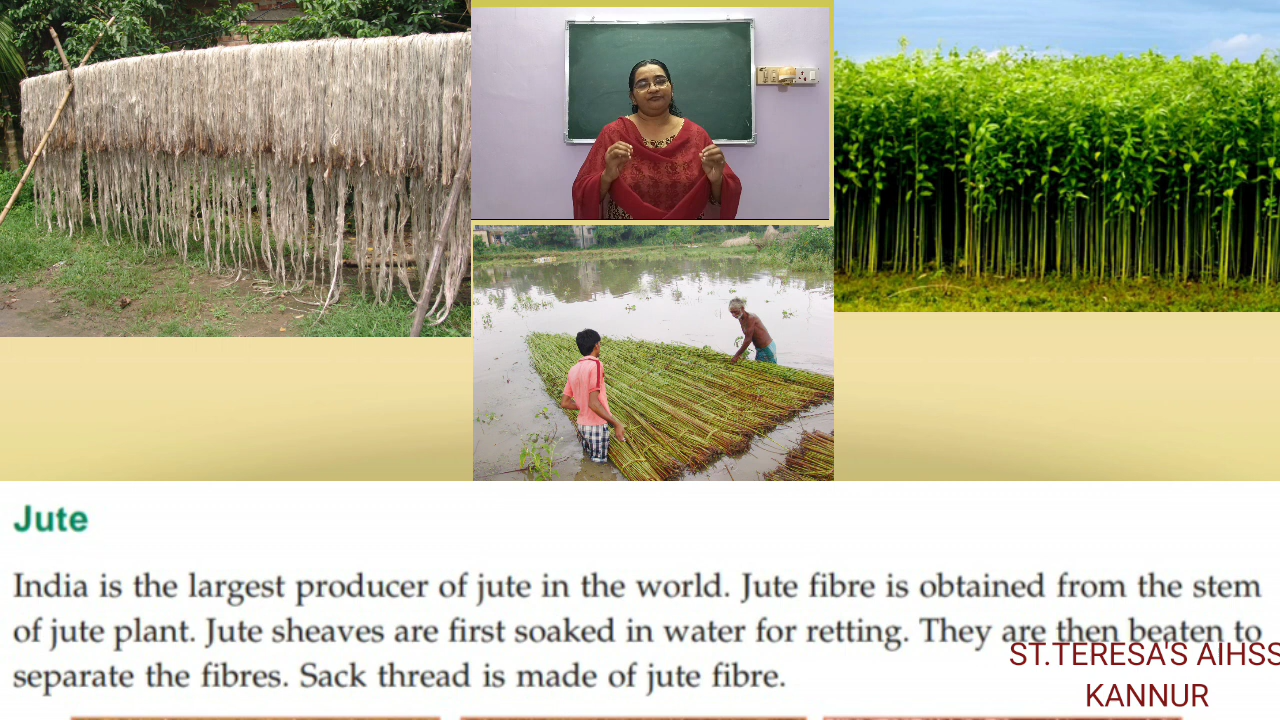 Jute
India is the largest producer of jute in the world. Jute fibre is obtained from the stem
of jute plant. Jute sheaves are first soaked in water for retting. They are then beaten to
separate the fibres. Sack thread is made of jute fibre.
ST.TERESA'S AIHSS
KANNUR